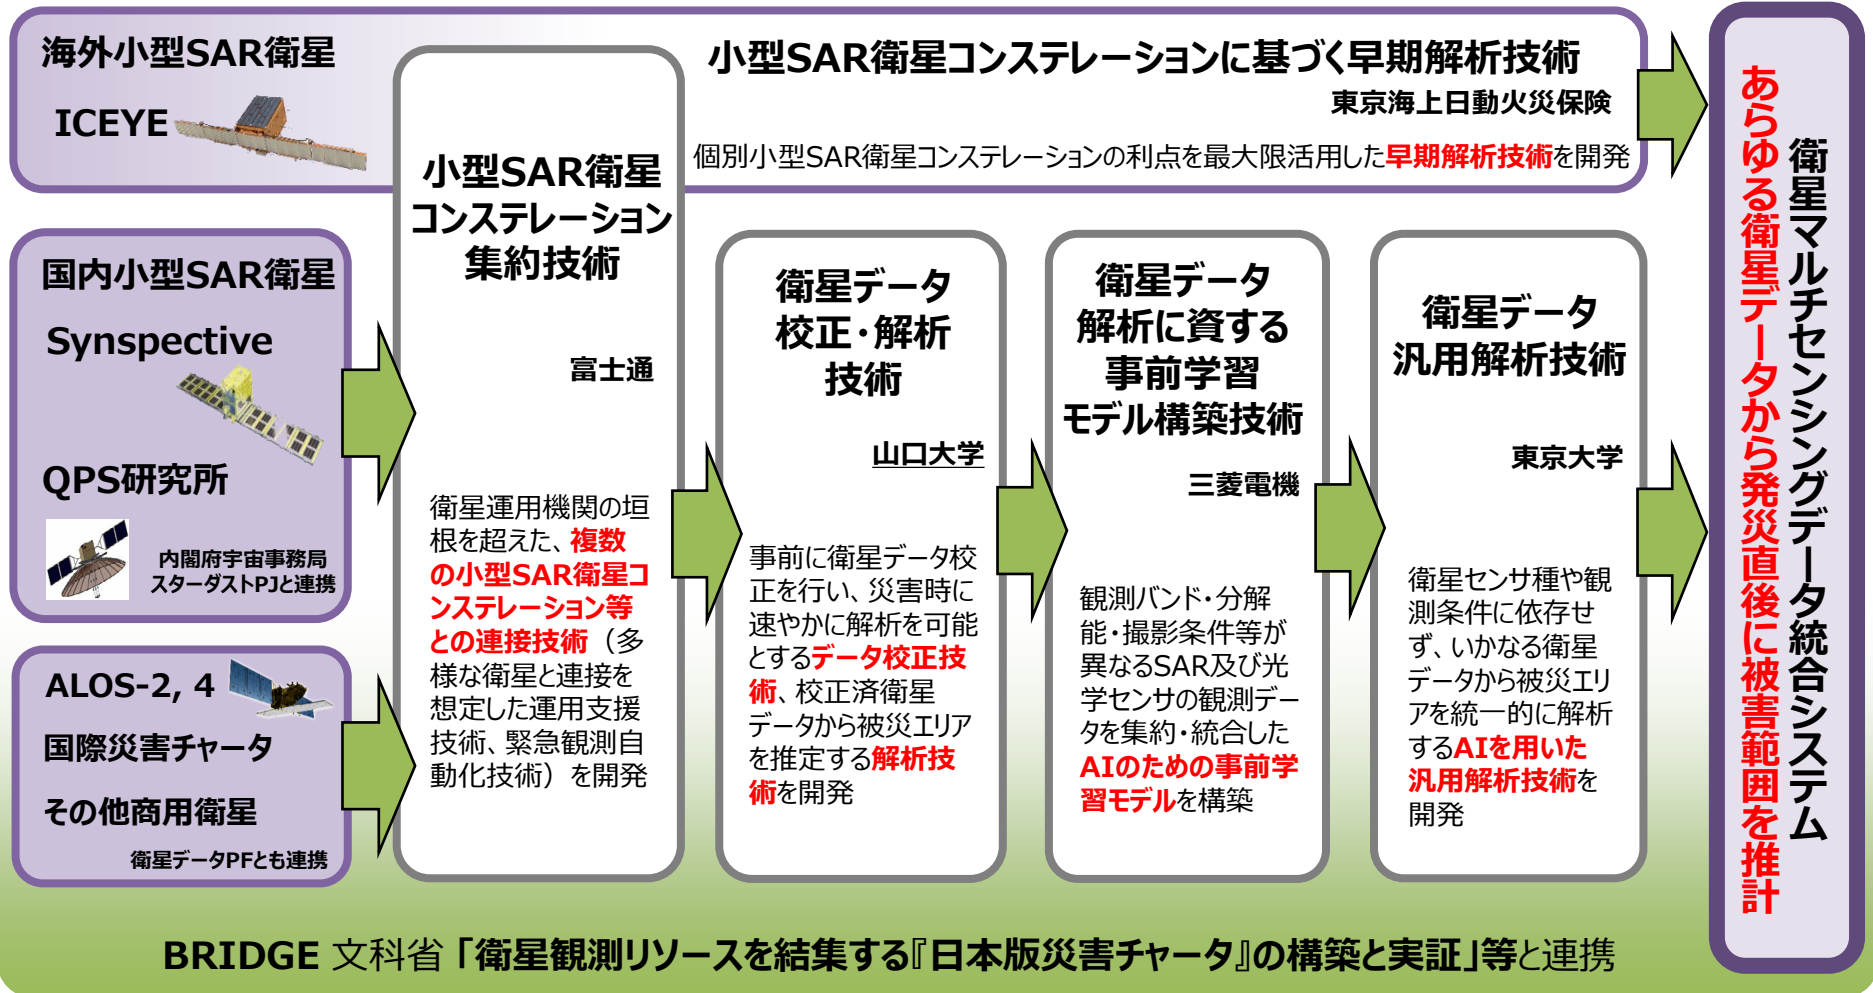 海外小型SAR衛星
ICEYE
小型SAR衛星コンステレーションに基づく早期解析技術
東京海上日動火災保険
個別小型SAR衛星コンステレーションの利点を最大限活用した早期解析技術を開発
国内小型SAR衛星
Synspective
QPS研究所
内閣府宇宙事務局
スターダストPJと連携
ALOS-2, 4
国際災害チャータ
その他商用衛星
衛星データPFとも連携
小型SAR衛星
コンステレーション
集約技術
富士通
衛星運用機関の垣
根を超えた、複数
の小型SAR衛星コ
ンステレーション等
との連接技術（多
様な衛星と連接を
想定した運用支援
技術、緊急観測自
動化技術）を開発
衛星データ
校正・解析
技術
山口大学
事前に衛星データ校
正を行い、災害時に
速やかに解析を可能
とするデータ校正技
術、校正済衛星
データから被災エリア
を推定する解析技
術を開発
衛星データ
解析に資する
事前学習
モデル構築技術
三菱電機
観測バンド・分解
能・撮影条件等が
異なるSAR及び光
学センサの観測デー
タを集約・統合した
AIのための事前学
習モデルを構築
衛星データ
汎用解析技術
東京大学
衛星センサ種や観
測条件に依存せ
ず、いかなる衛星
データから被災エリ
アを統一的に解析
するAIを用いた
汎用解析技術を
開発
衛星マルチセンシングデータ統合システム
あらゆる衛星データから発災直後に被害範囲を推計
BRIDGE 文科省「衛星観測リソースを結集する『日本版災害チャータ』の構築と実証」等と連携